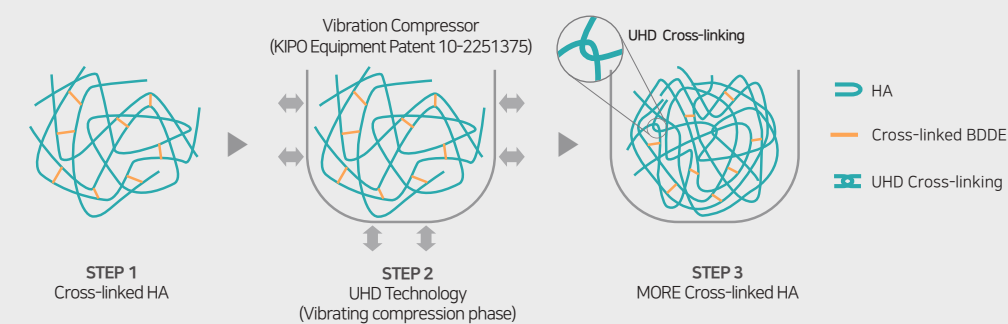 Vibration Compressor
(KIPO Equipment Patent 10-2251375)
UHD Cross-linking
HA
Cross-linked BDDE
UHD Cross-linking
STEP 1
Cross-linked HA
STEP 2
UHD Technology
(Vibrating compression phase)
STEP 3
MORE Cross-linked HA